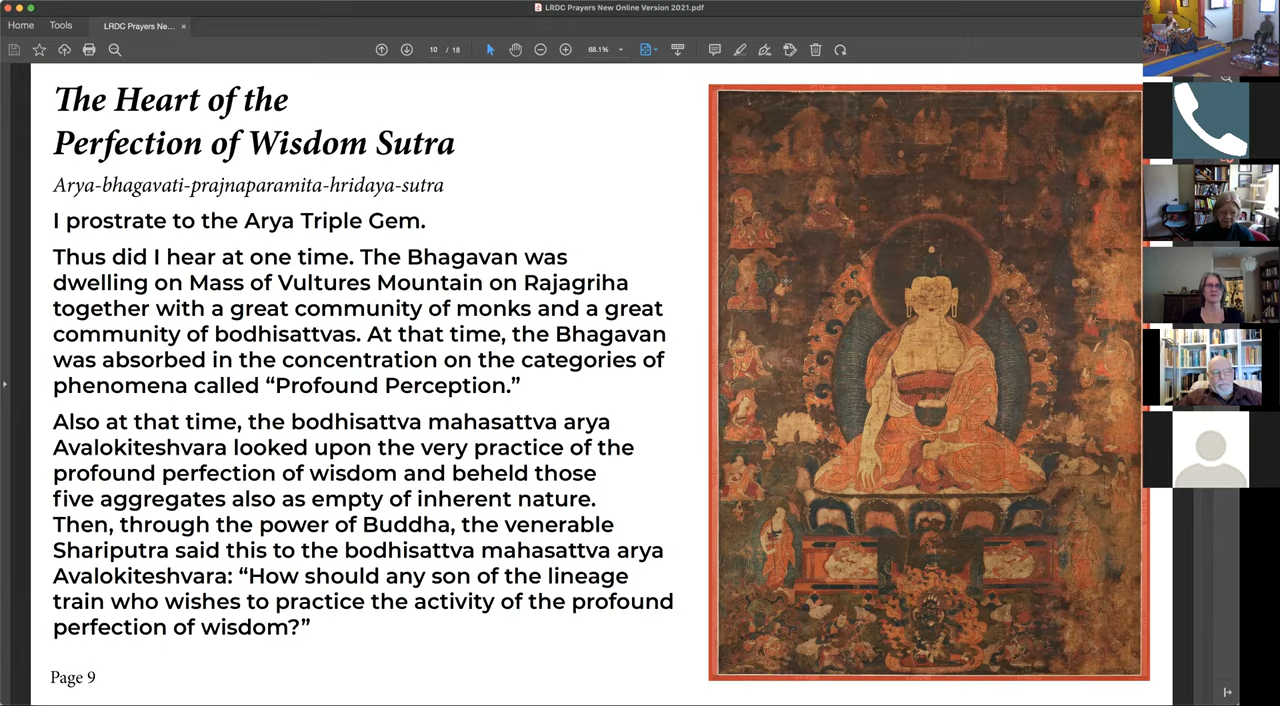 LRDC Prayers New Online Version 2021.pdf
Home Tools LRDC Prayers Ne... ×
10 / 18 68.1%
The Heart of the
Perfection of Wisdom Sutra
Arya-bhagavati-prajnaparamita-hridaya-sutra
I prostrate to the Arya Triple Gem.
Thus did I hear at one time. The Bhagavan was
dwelling on Mass of Vultures Mountain on Rajagriha
together with a great community of monks and a great
community of bodhisattvas. At that time, the Bhagavan
was absorbed in the concentration on the categories of
phenomena called “Profound Perception.”
Also at that time, the bodhisattva mahasattva arya
Avalokiteshvara looked upon the very practice of the
profound perfection of wisdom and beheld those
five aggregates also as empty of inherent nature.
Then, through the power of Buddha, the venerable
Shariputra said this to the bodhisattva mahasattva arya
Avalokiteshvara: “How should any son of the lineage
train who wishes to practice the activity of the profound
perfection of wisdom?”
Page 9